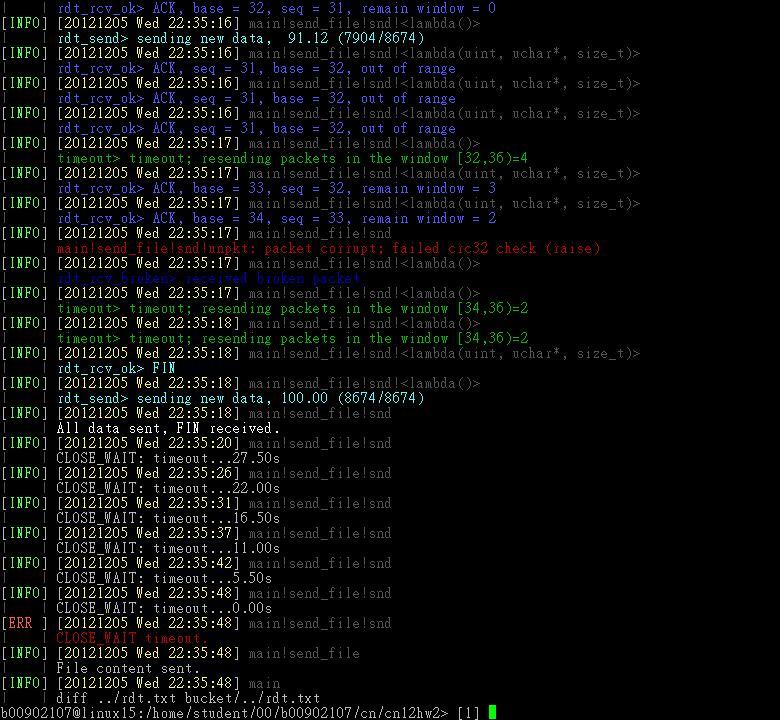 |    | rdt_rcv_ok> ACK, base = 32, seq = 31, remain window = 0
[INFO] [20121205 Wed 22:35:16] main!send_file!snd!<lambda()>
|    | rdt_send> sending new data,  91.12 (7904/8674)
[INFO] [20121205 Wed 22:35:16] main!send_file!snd!<lambda(uint, uchar*, size_t)>
|    | rdt_rcv_ok> ACK, seq = 31, base = 32, out of range
[INFO] [20121205 Wed 22:35:16] main!send_file!snd!<lambda(uint, uchar*, size_t)>
|    | rdt_rcv_ok> ACK, seq = 31, base = 32, out of range
[INFO] [20121205 Wed 22:35:16] main!send_file!snd!<lambda(uint, uchar*, size_t)>
|    | rdt_rcv_ok> ACK, seq = 31, base = 32, out of range
[INFO] [20121205 Wed 22:35:17] main!send_file!snd!<lambda()>
|    | timeout> timeout; resending packets in the window [32,36)=4
[INFO] [20121205 Wed 22:35:17] main!send_file!snd!<lambda(uint, uchar*, size_t)>
|    | rdt_rcv_ok> ACK, base = 33, seq = 32, remain window = 3
[INFO] [20121205 Wed 22:35:17] main!send_file!snd!<lambda(uint, uchar*, size_t)>
|    | rdt_rcv_ok> ACK, base = 34, seq = 33, remain window = 2
[INFO] [20121205 Wed 22:35:17] main!send_file!snd
|    | main!send_file!snd!unpkt: packet corrupt; failed crc32 check (raise)
[INFO] [20121205 Wed 22:35:17] main!send_file!snd!<lambda()>
|    | rdt_rcv_broken> received broken packet.
[INFO] [20121205 Wed 22:35:17] main!send_file!snd!<lambda()>
|    | timeout> timeout; resending packets in the window [34,36)=2
[INFO] [20121205 Wed 22:35:18] main!send_file!snd!<lambda()>
|    | timeout> timeout; resending packets in the window [34,36)=2
[INFO] [20121205 Wed 22:35:18] main!send_file!snd!<lambda(uint, uchar*, size_t)>
|    | rdt_rcv_ok> FIN
[INFO] [20121205 Wed 22:35:18] main!send_file!snd!<lambda()>
|    | rdt_send> sending new data, 100.00 (8674/8674)
[INFO] [20121205 Wed 22:35:18] main!send_file!snd
|    | All data sent, FIN received.
[INFO] [20121205 Wed 22:35:20] main!send_file!snd
|    | CLOSE_WAIT: timeout...27.50s
[INFO] [20121205 Wed 22:35:26] main!send_file!snd
|    | CLOSE_WAIT: timeout...22.00s
[INFO] [20121205 Wed 22:35:31] main!send_file!snd
|    | CLOSE_WAIT: timeout...16.50s
[INFO] [20121205 Wed 22:35:37] main!send_file!snd
|    | CLOSE_WAIT: timeout...11.00s
[INFO] [20121205 Wed 22:35:42] main!send_file!snd
|    | CLOSE_WAIT: timeout...5.50s
[INFO] [20121205 Wed 22:35:48] main!send_file!snd
|    | CLOSE_WAIT: timeout...0.00s
[ERR ] [20121205 Wed 22:35:48] main!send_file!snd
|    | CLOSE_WAIT timeout.
[INFO] [20121205 Wed 22:35:48] main!send_file
|    | File content sent.
[INFO] [20121205 Wed 22:35:48] main
|    | diff ../rdt.txt bucket/../rdt.txt
b00902107@linux15:/home/student/00/b00902107/cn/cn12hw2> [1]